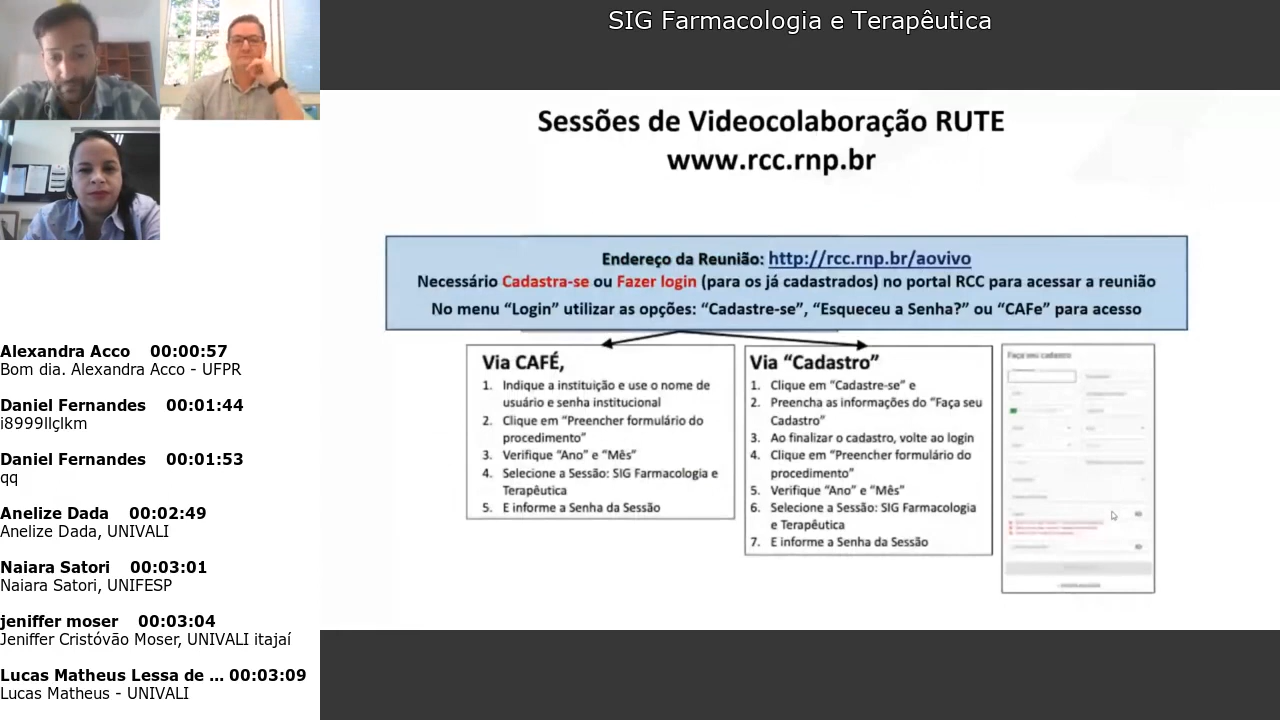 SIG Farmacologia e Terapêutica
Sessões de Videocolaboração RUTE
www.rcc.rnp.br
Endereço da Reunião: http://rcc.rnp.br/aovivo
Necessário Cadastra-se ou Fazer login (para os já cadastrados) no portal RCC para acessar a reunião
No menu “Login” utilizar as opções: “Cadastre-se”, “Esqueceu a Senha?” ou “CAFe” para acesso
Via CAFÉ,
1. Indique a instituição e use o nome de
usuário e senha institucional
2. Clique em “Preencher formulário do
procedimento”
3. Verifique “Ano” e “Mês”
4. Selecione a Sessão: SIG Farmacologia e
Terapêutica
5. E informe a Senha da Sessão
Via “Cadastro”
1. Clique em “Cadastre-se” e
2. Preencha as informações do “Faça seu
Cadastro”
3. Ao finalizar o cadastro, volte ao login
4. Clique em “Preencher formulário do
procedimento”
5. Verifique “Ano” e “Mês”
6. Selecione a Sessão: SIG Farmacologia
e Terapêutica
7. E informe a Senha da Sessão
Faça seu cadastro
Alexandra Acco 00:00:57
Bom dia. Alexandra Acco - UFPR
Daniel Fernandes 00:01:44
i8999llçlkm
Daniel Fernandes 00:01:53
qq
Anelize Dada 00:02:49
Anelize Dada, UNIVALI
Naiara Satori 00:03:01
Naiara Satori, UNIFESP
jeniffer moser 00:03:04
Jeniffer Cristóvão Moser, UNIVALI itajaí
Lucas Matheus Lessa de ... 00:03:09
Lucas Matheus - UNIVALI